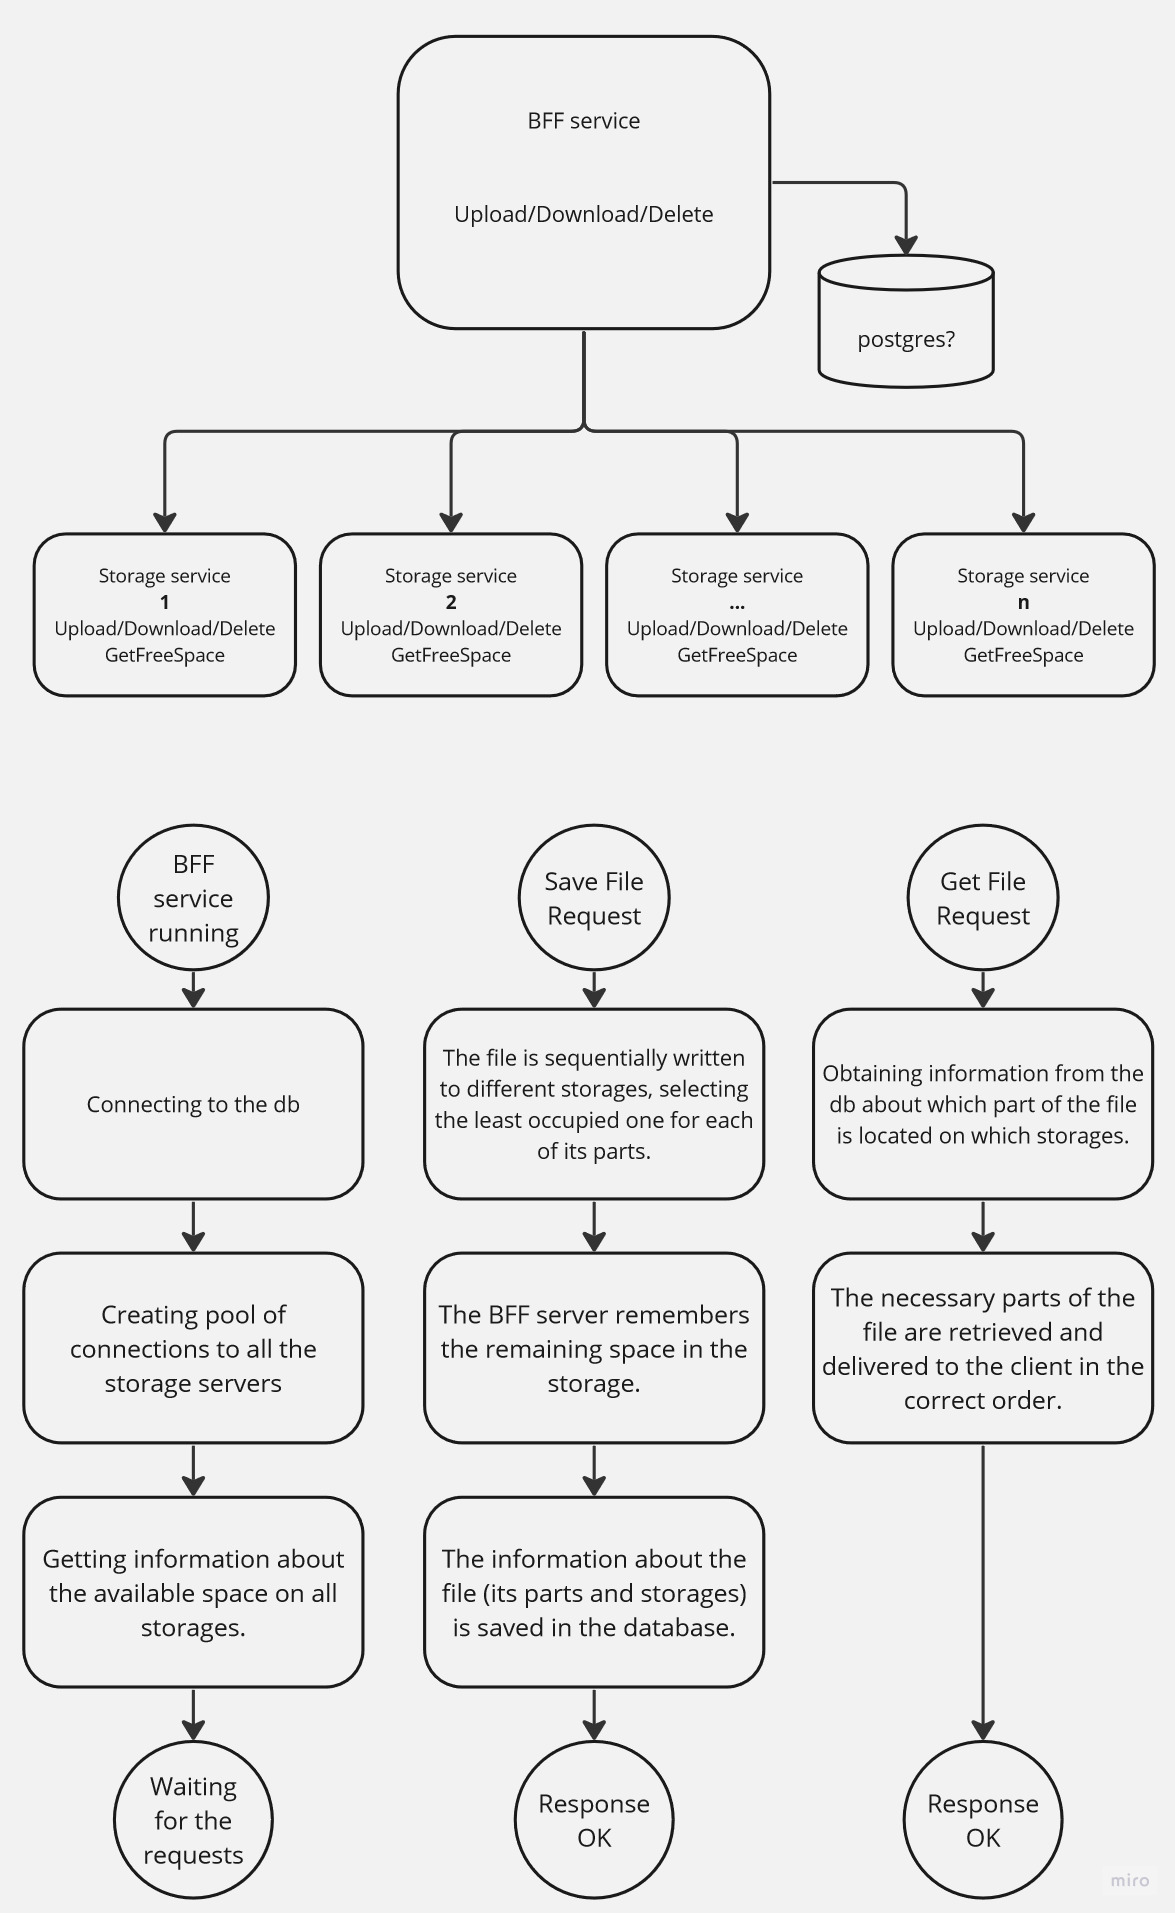 BFF service
Upload/Download/Delete
postgres?
Storage service
1
Upload/Download/Delete
GetFreeSpace
Storage service
2
Upload/Download/Delete
GetFreeSpace
Storage service
...
Upload/Download/Delete
GetFreeSpace
Storage service
n
Upload/Download/Delete
GetFreeSpace
BFF
service
running
Connecting to the db
Creating pool of
connections to all the
storage servers
Getting information about
the available space on all
storages.
Waiting
for the
requests
Save File
Request
The file is sequentially written
to different storages, selecting
the least occupied one for each
of its parts.
The BFF server remembers
the remaining space in the
storage.
The information about the
file (its parts and storages)
is saved in the database.
Response
OK
Get File
Request
Obtaining information from the
db about which part of the file
is located on which storages.
The necessary parts of the
file are retrieved and
delivered to the client in the
correct order.
Response
OK
miro